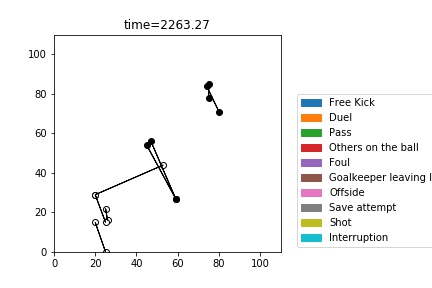 time=2263.27
100
80
60
40
20
0
0 20 40 60 80 100
Free Kick
Duel
Pass
Others on the ball
Foul
Goalkeeper leaving l
Offside
Save attempt
Shot
Interruption